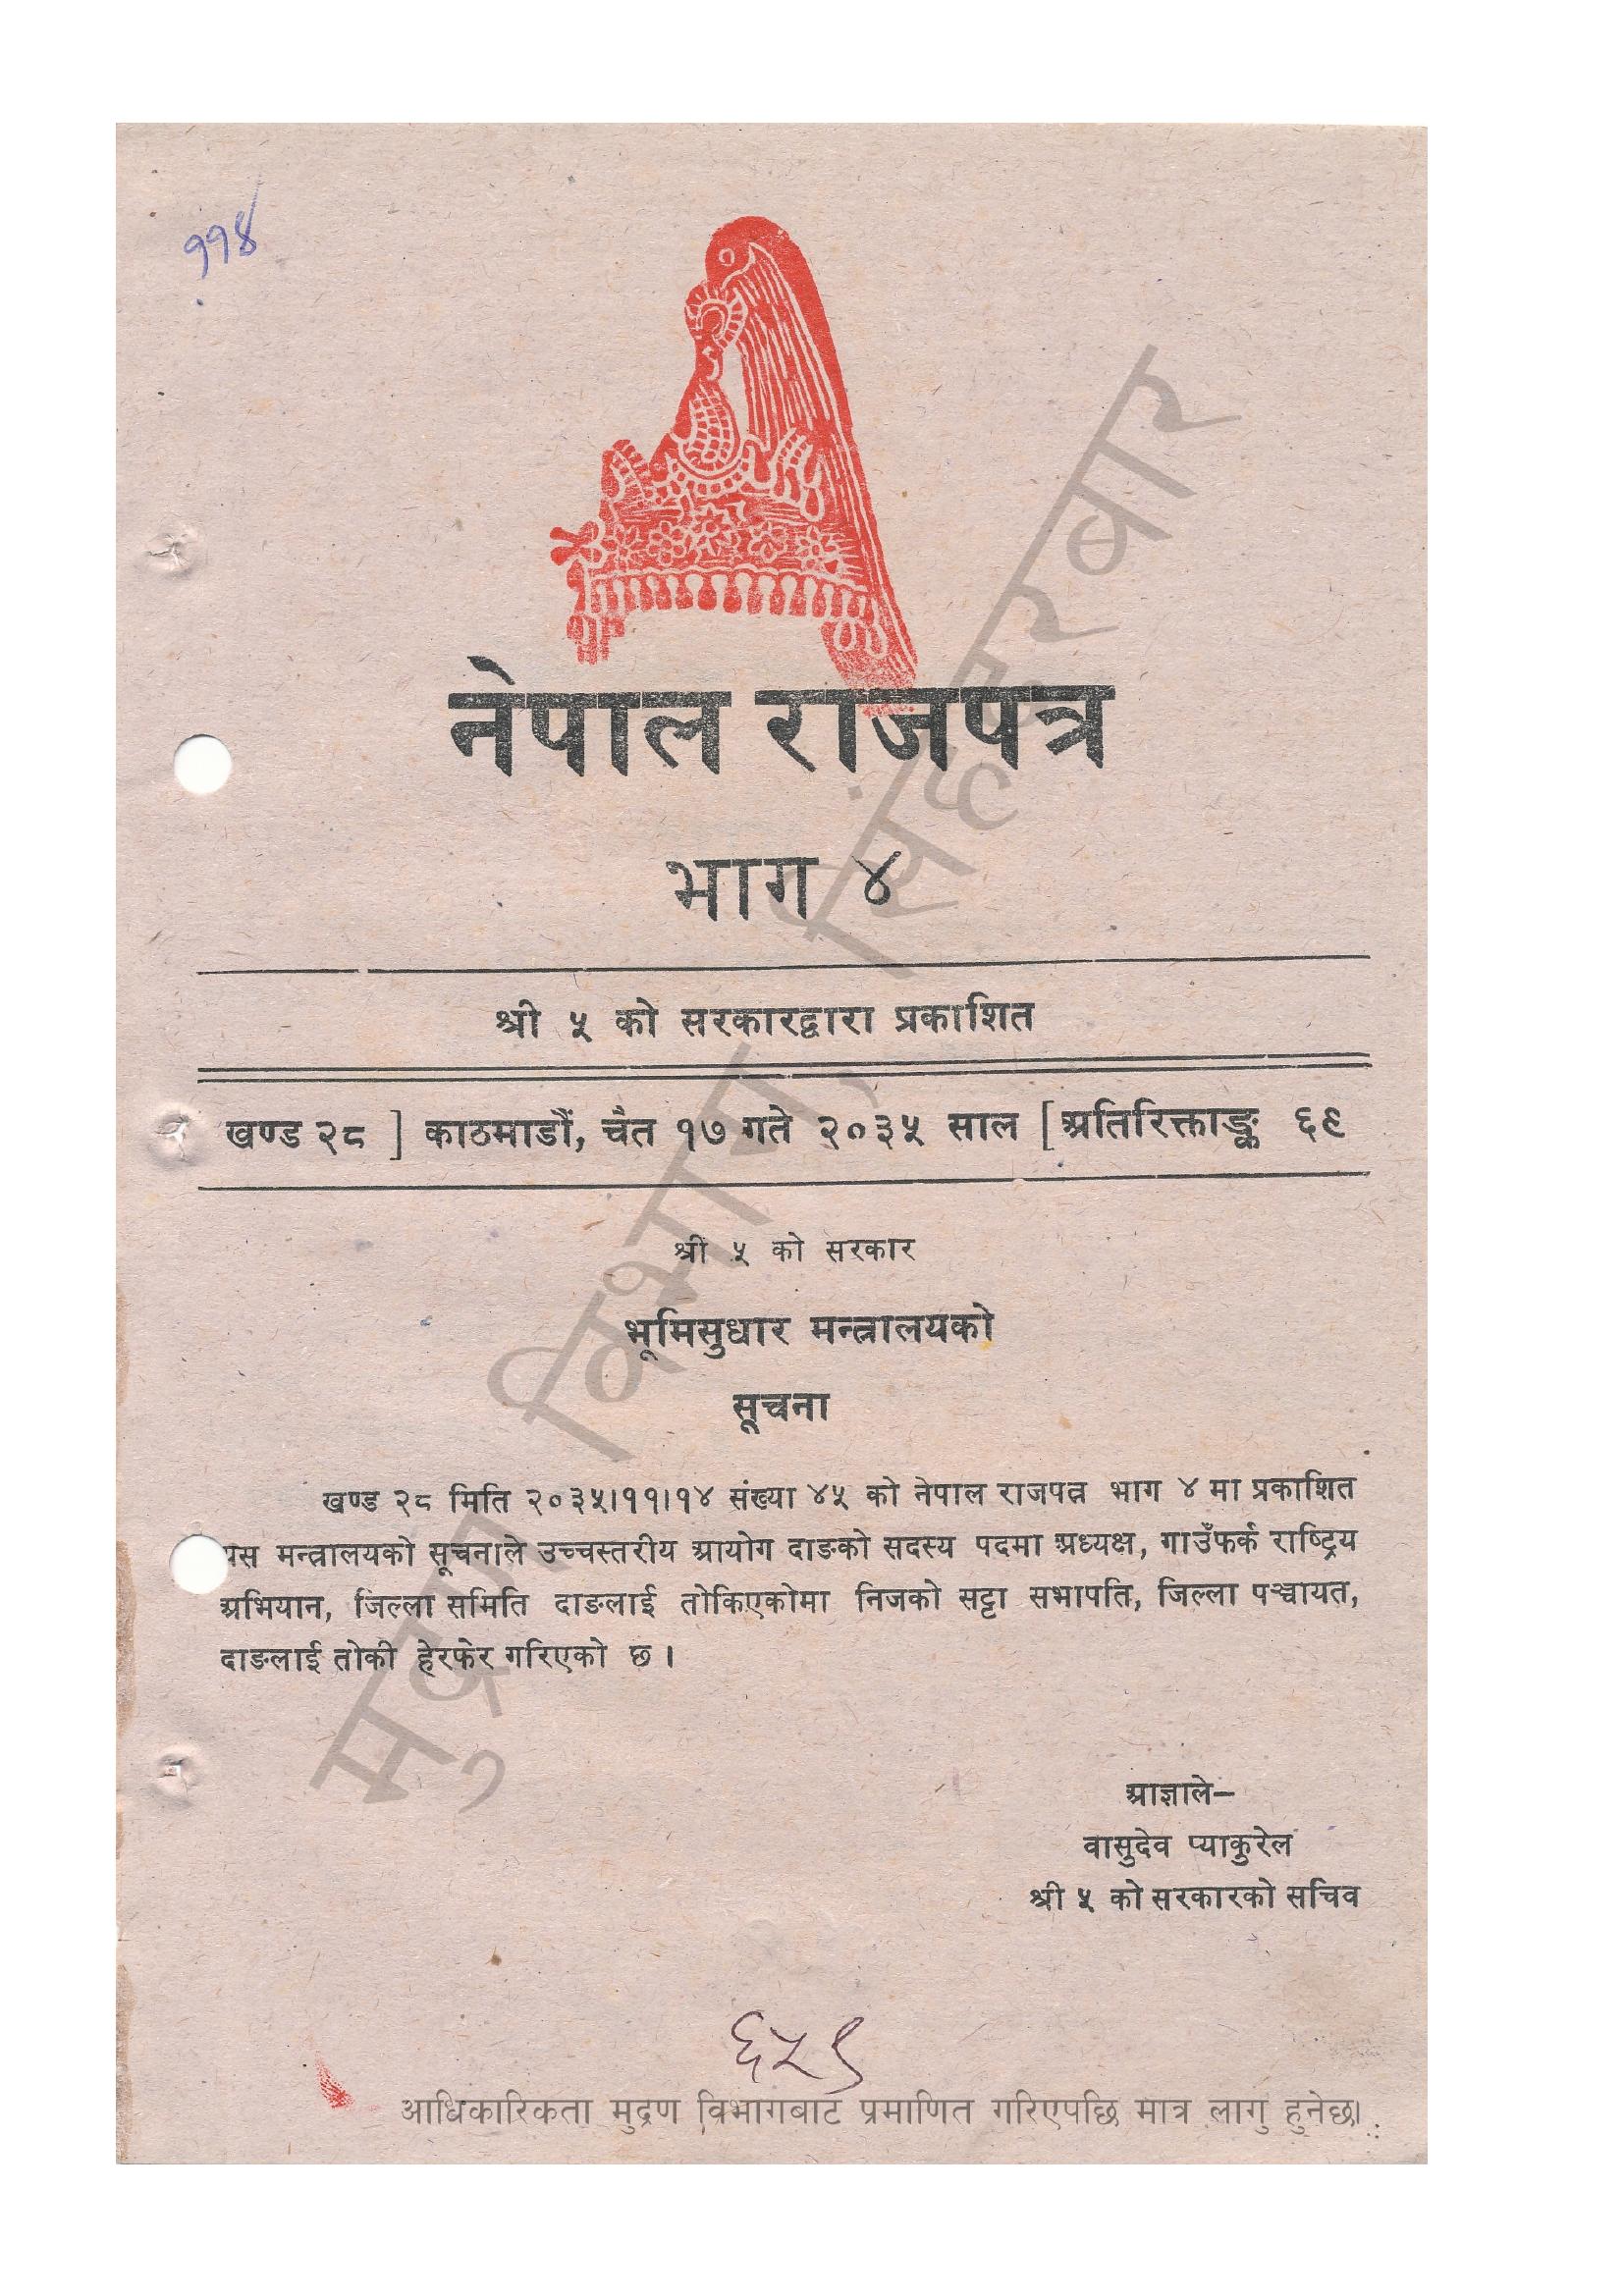 ११४
नेपाल राजपत्र
भाग ४
श्री ५ को सरकारद्वारा प्रकाशित
खण्ड २८ ] काठमाडौं, चैत १७ गते २०३५ साल [ अतिरिक्ताङ्क ६९
श्री ५ को सरकार
भूमिसुधार मन्त्रालयको
सूचना
खण्ड २८ मिति २०३५।११।१४ संख्या ४५ को नेपाल राजपत्र भाग ४ मा प्रकाशित
यस मन्त्रालयको सूचनाले उच्चस्तरीय आयोग दाङको सदस्य पदमा अध्यक्ष, गाउँफर्क राष्ट्रिय
अभियान, जिल्ला समिति दाङलाई तोकिएकोमा निजको सट्टा सभापति, जिल्ला पञ्चायत,
दाङलाई तोकी हेरफेर गरिएको छ ।
आज्ञाले–
वासुदेव प्याकुरेल
श्री ५ को सरकारको सचिव
६५९
आधिकारिकता मुद्रण विभागबाट प्रमाणित गरिएपछि मात्र लागु हुनेछ।
मुद्रण विभाग, सिंहदरबार